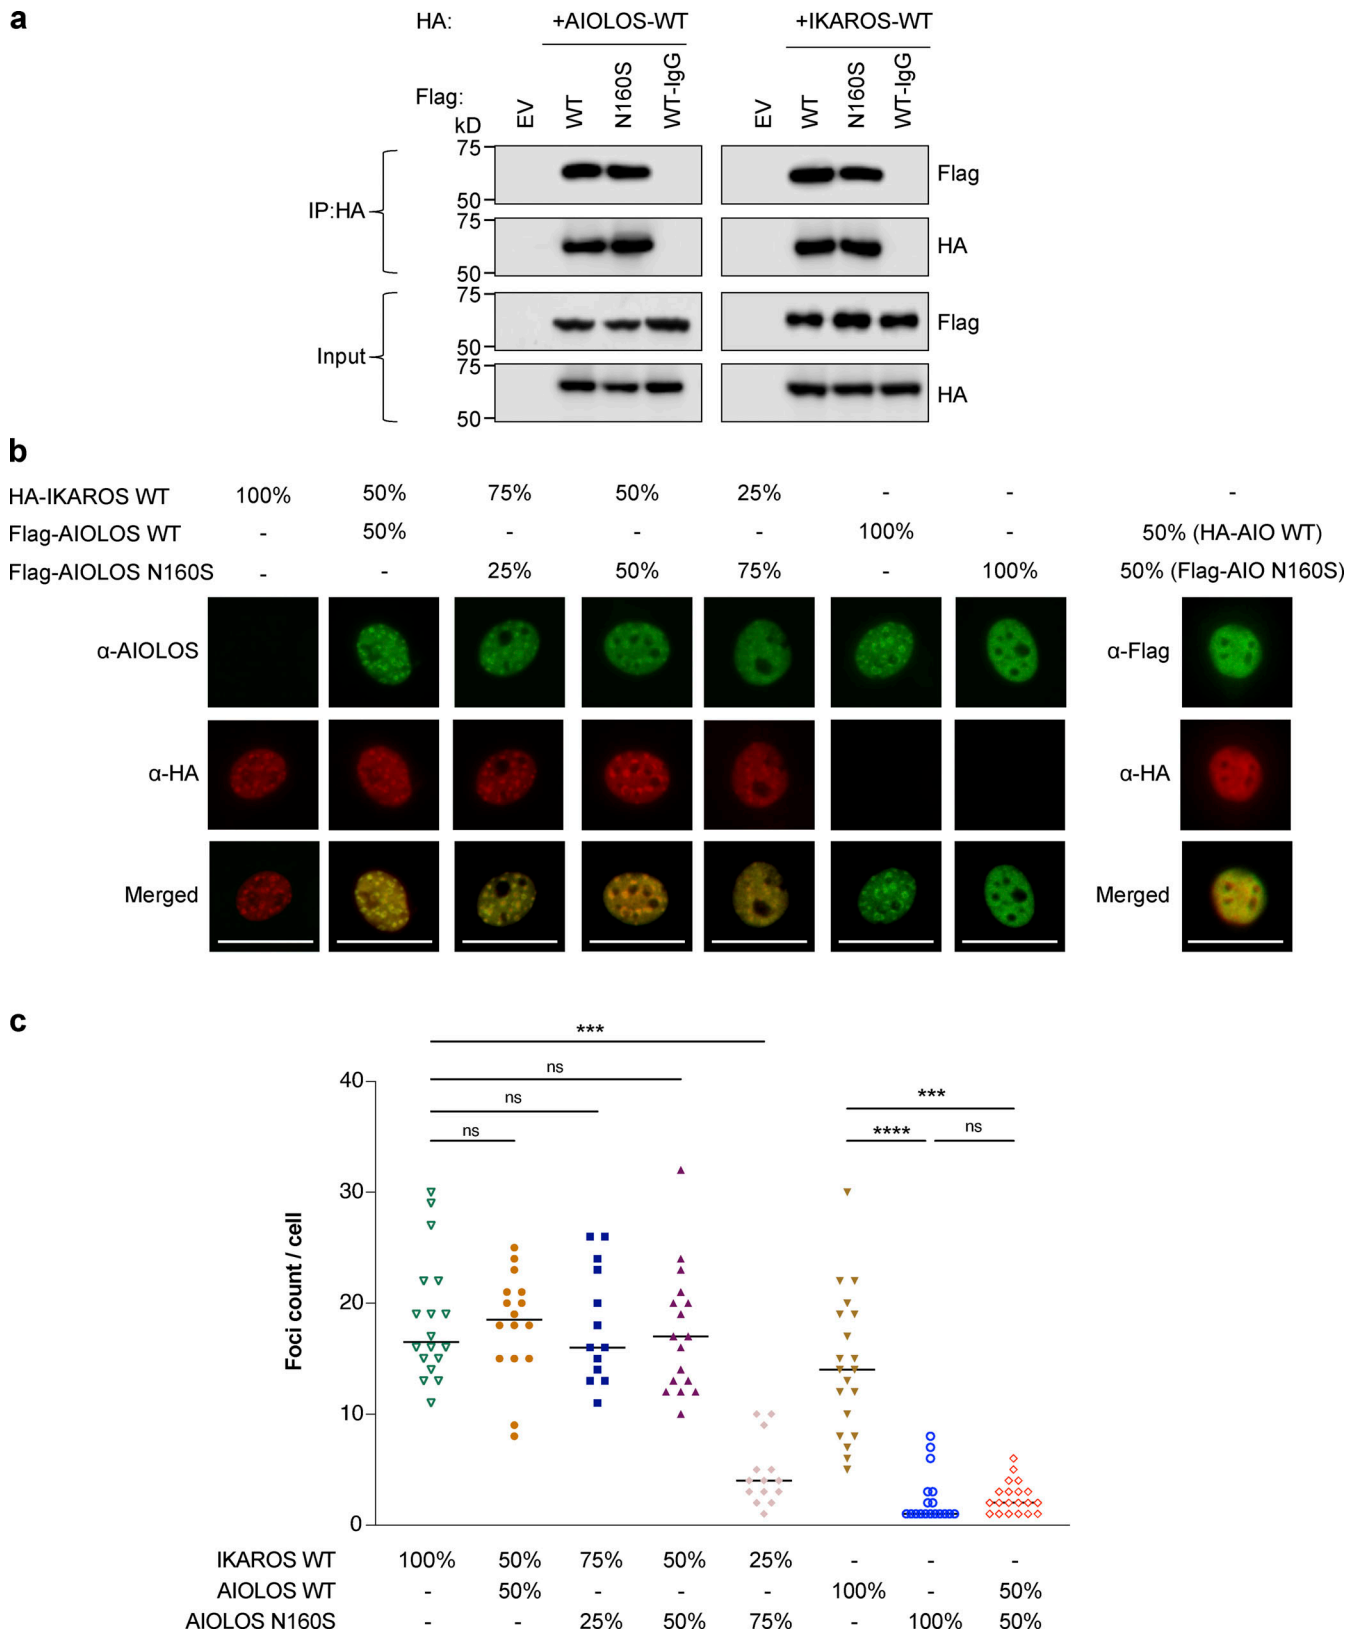 a
HA: +AIOLOS-WT +IKAROS-WT
Flag: EV WT N160S WT-IgG EV WT N160S WT-IgG
kD
75
50
Flag
IP:HA
75
50
HA
75
50
Flag
Input
75
50
HA
b
HA-IKAROS WT 100% 50% 75% 50% 25% - - -
Flag-AIOLOS WT - 50% - - - 100% - 50% (HA-AIO WT)
Flag-AIOLOS N160S - - 25% 50% 75% - 100% 50% (Flag-AIO N160S)
α-AIOLOS α-Flag
α-HA α-HA
Merged Merged
c
***
ns
ns
ns
***
**** ns
Foci count / cell
40
30
20
10
0
IKAROS WT 100% 50% 75% 50% 25% - - -
AIOLOS WT - 50% - - - 100% - 50%
AIOLOS N160S - - 25% 50% 75% - 100% 50%